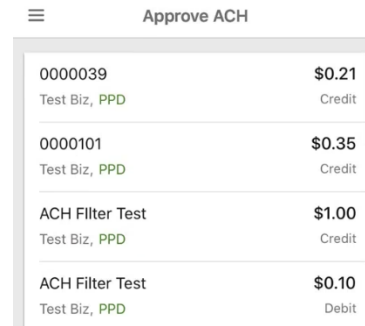 Approve ACH
0000039 $0.21
Test Biz, PPD Credit
0000101 $0.35
Test Biz, PPD Credit
ACH FIlter Test $1.00
Test Biz, PPD Credit
ACH Filter Test $0.10
Test Biz, PPD Debit